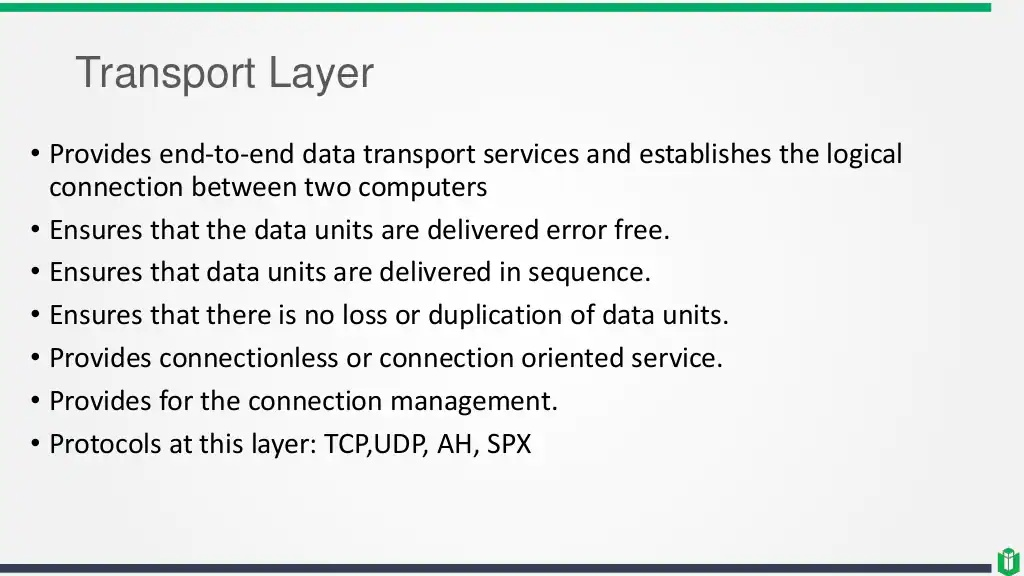 Transport Layer
• Provides end-to-end data transport services and establishes the logical
connection between two computers
• Ensures that the data units are delivered error free.
• Ensures that data units are delivered in sequence.
• Ensures that there is no loss or duplication of data units.
• Provides connectionless or connection oriented service.
• Provides for the connection management.
• Protocols at this layer: TCP,UDP, AH, SPX